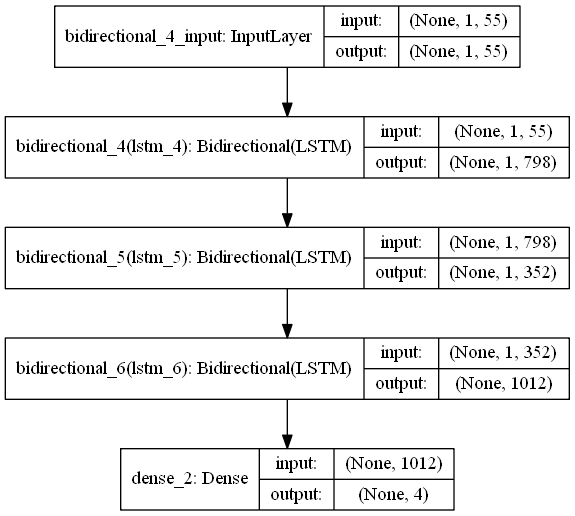 bidirectional_4_input: InputLayer
input: (None, 1, 55)
output: (None, 1, 55)
bidirectional_4(lstm_4): Bidirectional(LSTM)
input: (None, 1, 55)
output: (None, 1, 798)
bidirectional_5(lstm_5): Bidirectional(LSTM)
input: (None, 1, 798)
output: (None, 1, 352)
bidirectional_6(lstm_6): Bidirectional(LSTM)
input: (None, 1, 352)
output: (None, 1012)
dense_2: Dense
input: (None, 1012)
output: (None, 4)